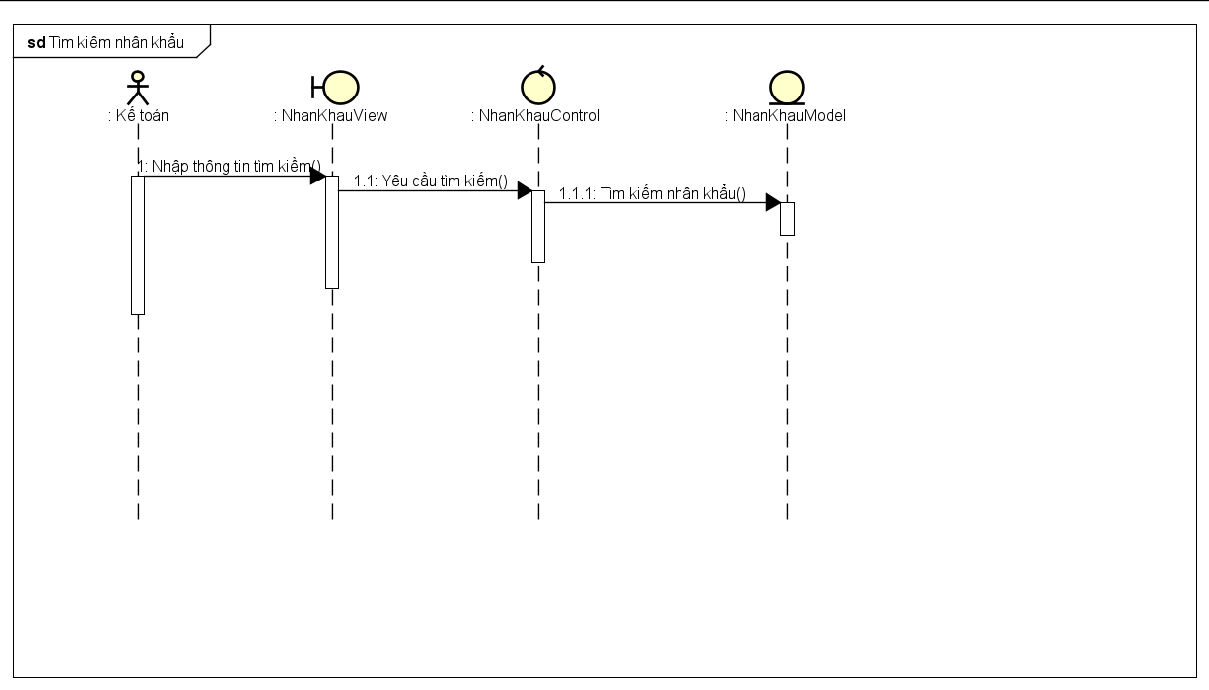 sd Tìm kiếm nhân khẩu
: Kế toán
: NhanKhauView
: NhanKhauControl
: NhanKhauModel
1: Nhập thông tin tìm kiếm()
1.1: Yêu cầu tìm kiếm()
1.1.1: Tìm kiếm nhân khẩu()